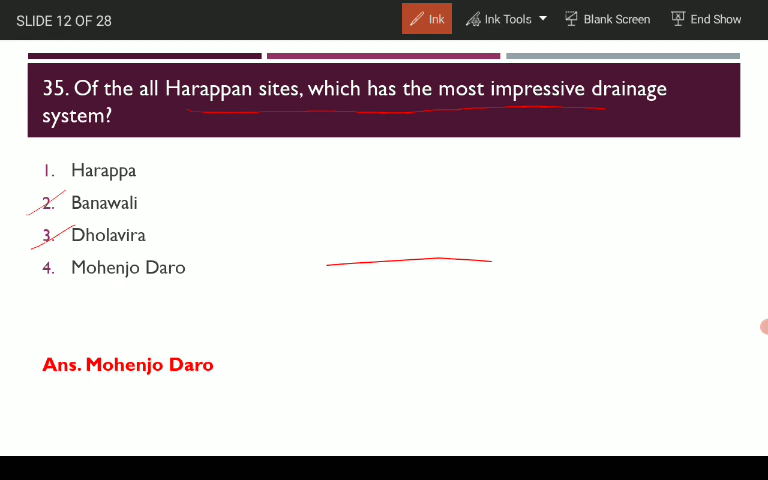 SLIDE 12 OF 28
Ink
Ink Tools
Blank Screen
End Show
35. Of the all Harappan sites, which has the most impressive drainage
system?
1. Harappa
2. Banawali
3. Dholavira
4. Mohenjo Daro
Ans. Mohenjo Daro